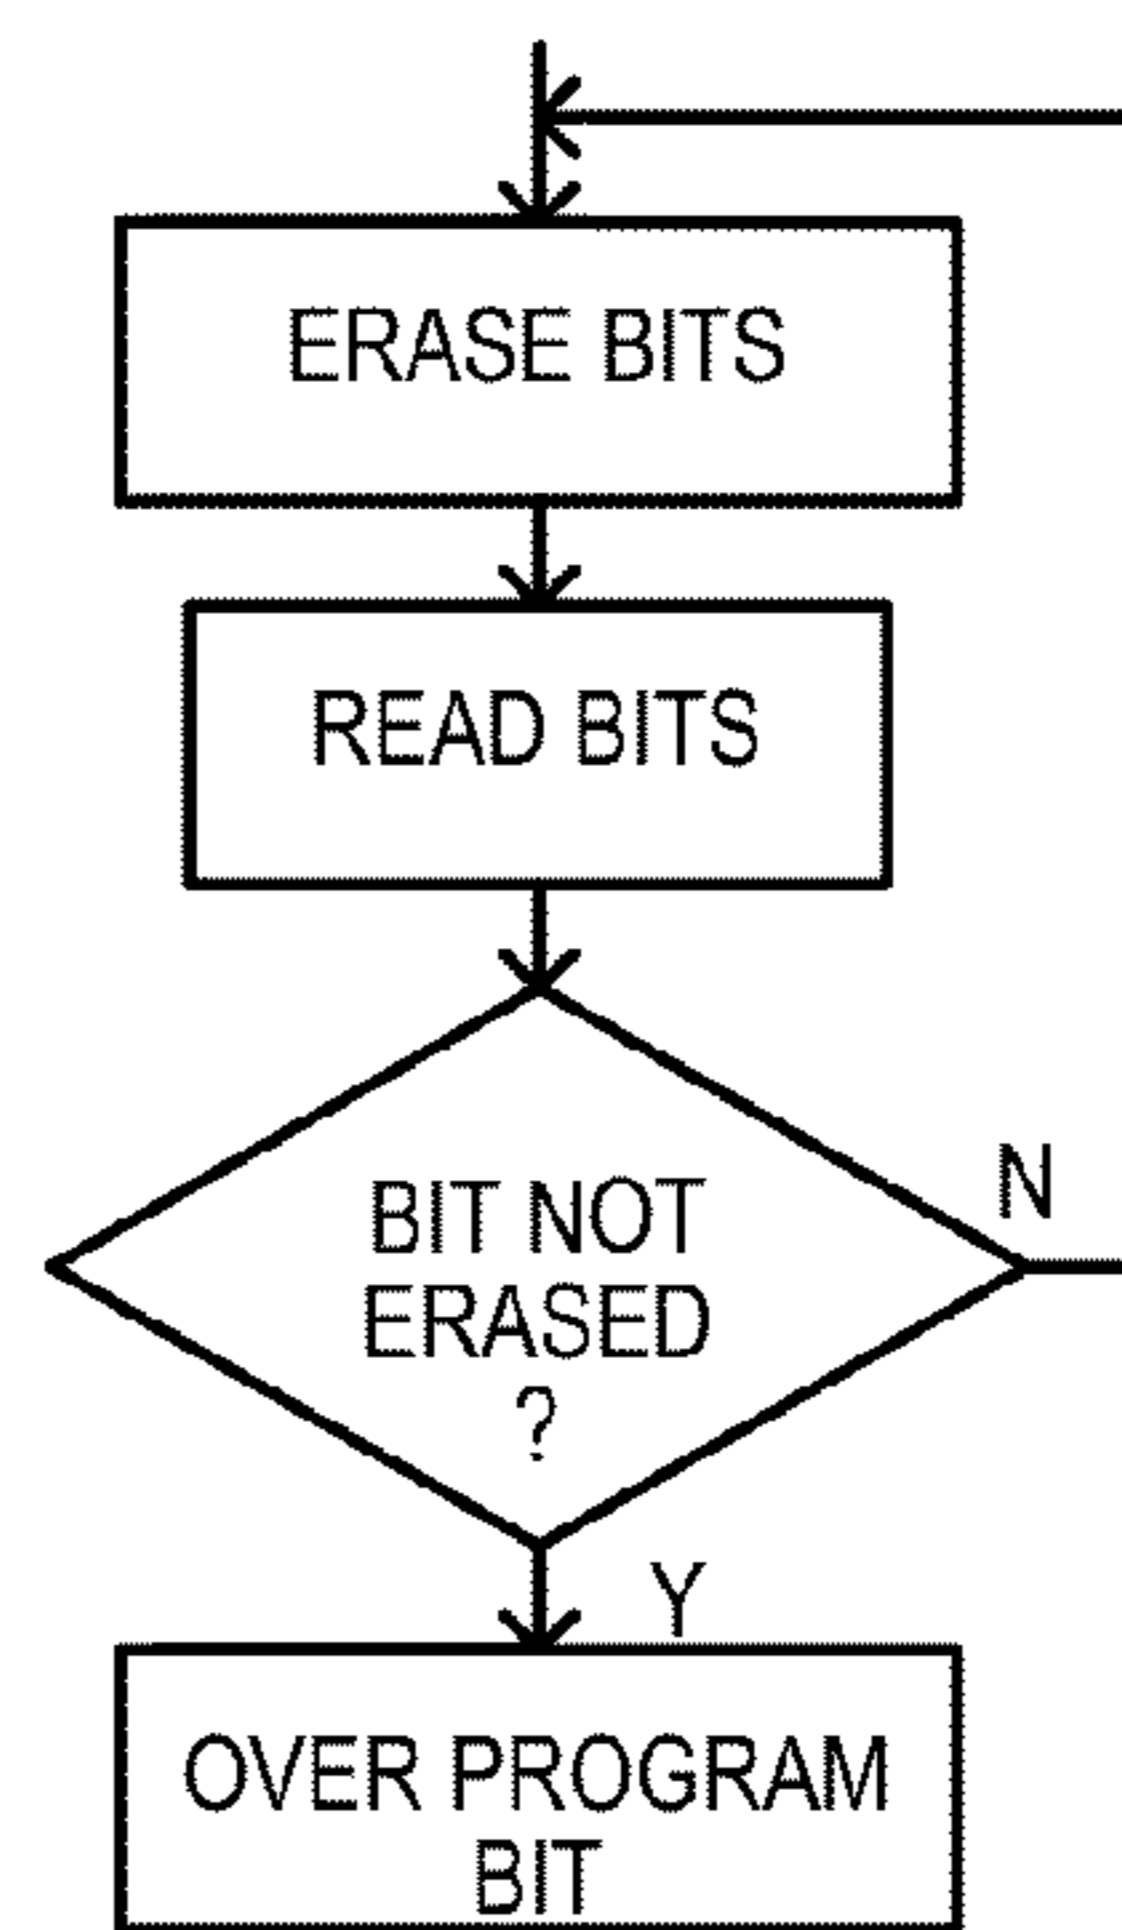 ERASE BITS
READ BITS
BIT NOT
ERASED
?
N
Y
OVER PROGRAM
BIT